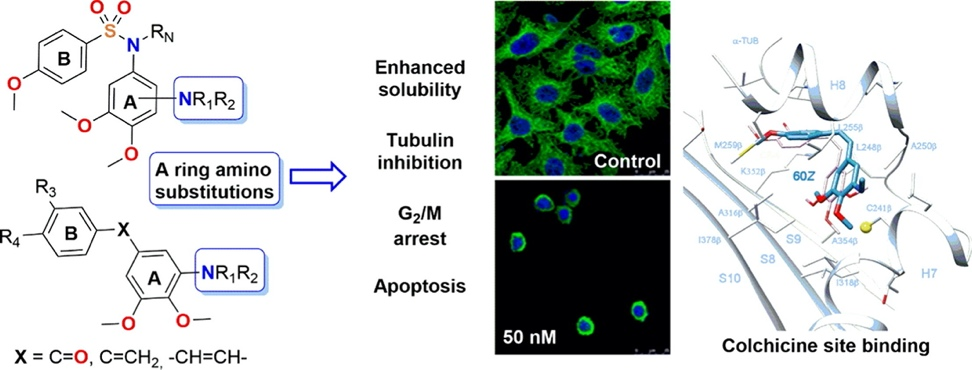 O O
S
R_N
N
B
O
A
NR₁R₂
O
O
A ring amino
substitutions
R₃
R₄
B
X
A
NR₁R₂
O
O
X = C=O, C=CH₂, -CH=CH-
Enhanced
solubility
Tubulin
inhibition
G₂/M
arrest
Apoptosis
Control
50 nM
α-TUB
H8
L255β
M259β
L248β
A250β
K352β
60Z
C241β
A316β
A354β
I378β
S9
S8
I318β
H7
S10
Colchicine site binding